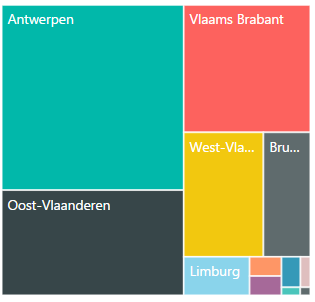 Antwerpen
Vlaams Brabant
West-Vla...
Bru...
Oost-Vlaanderen
Limburg